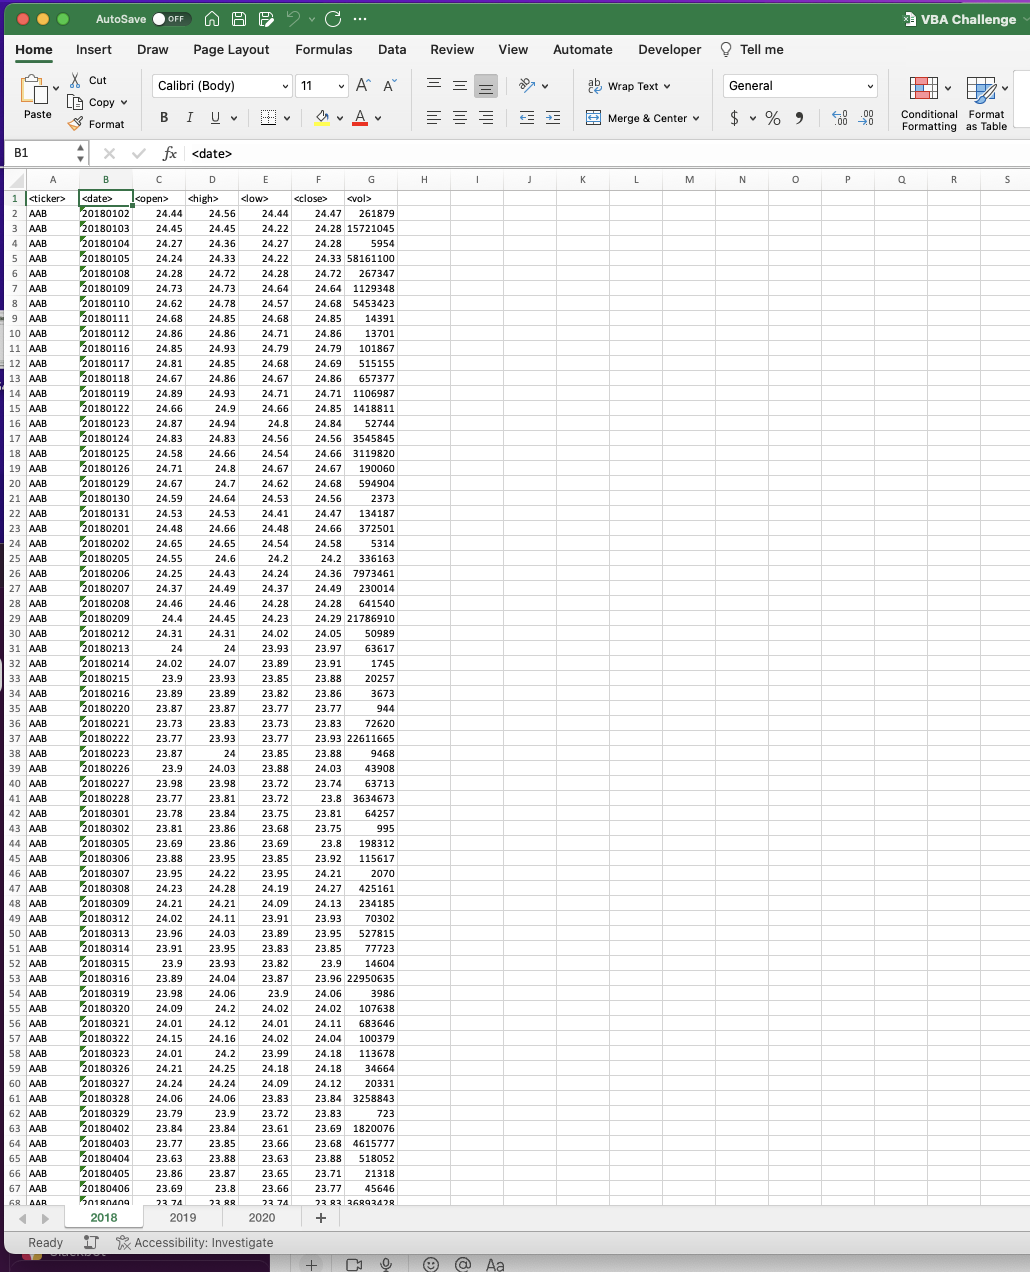 AutoSave OFF VBA Challenge
Home Insert Draw Page Layout Formulas Data Review View Automate Developer Tell me
Paste Cut Copy Format Calibri (Body) 11 Wrap Text Merge & Center General Conditional Formatting Format as Table
B1 fx <date>
A B C D E F G H I J K L M N O P Q R S
1 <ticker> <date> <open> <high> <low> <close> <vol>
2 AAB 20180102 24.44 24.56 24.44 24.47 261879
3 AAB 20180103 24.45 24.45 24.22 24.28 15721045
4 AAB 20180104 24.27 24.36 24.27 24.28 5954
5 AAB 20180105 24.24 24.33 24.22 24.33 58161100
6 AAB 20180108 24.28 24.72 24.28 24.72 267347
7 AAB 20180109 24.73 24.73 24.64 24.64 1129348
8 AAB 20180110 24.62 24.78 24.57 24.68 5453423
9 AAB 20180111 24.68 24.85 24.68 24.85 14391
10 AAB 20180112 24.86 24.86 24.71 24.86 13701
11 AAB 20180116 24.85 24.93 24.79 24.79 101867
12 AAB 20180117 24.81 24.85 24.68 24.69 515155
13 AAB 20180118 24.67 24.86 24.67 24.86 657377
14 AAB 20180119 24.89 24.93 24.71 24.71 1106987
15 AAB 20180122 24.66 24.9 24.66 24.85 1418811
16 AAB 20180123 24.87 24.94 24.8 24.84 52744
17 AAB 20180124 24.83 24.83 24.56 24.56 3545845
18 AAB 20180125 24.58 24.66 24.54 24.66 3119820
19 AAB 20180126 24.71 24.8 24.67 24.67 190060
20 AAB 20180129 24.67 24.7 24.62 24.68 594904
21 AAB 20180130 24.59 24.64 24.53 24.56 2373
22 AAB 20180131 24.53 24.53 24.41 24.47 134187
23 AAB 20180201 24.48 24.66 24.48 24.66 372501
24 AAB 20180202 24.65 24.65 24.54 24.58 5314
25 AAB 20180205 24.55 24.6 24.2 24.2 336163
26 AAB 20180206 24.25 24.43 24.24 24.36 7973461
27 AAB 20180207 24.37 24.49 24.37 24.49 230014
28 AAB 20180208 24.46 24.46 24.28 24.28 641540
29 AAB 20180209 24.4 24.45 24.23 24.29 21786910
30 AAB 20180212 24.31 24.31 24.02 24.05 50989
31 AAB 20180213 24 24 23.93 23.97 63617
32 AAB 20180214 24.02 24.07 23.89 23.91 1745
33 AAB 20180215 23.9 23.93 23.85 23.88 20257
34 AAB 20180216 23.89 23.89 23.82 23.86 3673
35 AAB 20180220 23.87 23.87 23.77 23.77 944
36 AAB 20180221 23.73 23.83 23.73 23.83 72620
37 AAB 20180222 23.77 23.93 23.77 23.93 22611665
38 AAB 20180223 23.87 24 23.85 23.88 9468
39 AAB 20180226 23.9 24.03 23.88 24.03 43908
40 AAB 20180227 23.98 23.98 23.72 23.74 63713
41 AAB 20180228 23.77 23.81 23.72 23.8 3634673
42 AAB 20180301 23.78 23.84 23.75 23.81 64257
43 AAB 20180302 23.81 23.86 23.68 23.75 995
44 AAB 20180305 23.69 23.86 23.69 23.8 198312
45 AAB 20180306 23.88 23.95 23.85 23.92 115617
46 AAB 20180307 23.95 24.22 23.95 24.21 2070
47 AAB 20180308 24.23 24.28 24.19 24.27 425161
48 AAB 20180309 24.21 24.21 24.09 24.13 234185
49 AAB 20180312 24.02 24.11 23.91 23.93 70302
50 AAB 20180313 23.96 24.03 23.89 23.95 527815
51 AAB 20180314 23.91 23.95 23.83 23.85 77723
52 AAB 20180315 23.9 23.93 23.82 23.9 14604
53 AAB 20180316 23.89 24.04 23.87 23.96 22950635
54 AAB 20180319 23.98 24.06 23.9 24.06 3986
55 AAB 20180320 24.09 24.2 24.02 24.02 107638
56 AAB 20180321 24.01 24.12 24.01 24.11 683646
57 AAB 20180322 24.15 24.16 24.02 24.04 100379
58 AAB 20180323 24.01 24.2 23.99 24.18 113678
59 AAB 20180326 24.21 24.25 24.18 24.18 34664
60 AAB 20180327 24.24 24.24 24.09 24.12 20331
61 AAB 20180328 24.06 24.06 23.83 23.84 3258843
62 AAB 20180329 23.79 23.9 23.72 23.83 723
63 AAB 20180402 23.84 23.84 23.61 23.69 1820076
64 AAB 20180403 23.77 23.85 23.66 23.68 4615777
65 AAB 20180404 23.63 23.88 23.63 23.88 518052
66 AAB 20180405 23.86 23.87 23.65 23.71 21318
67 AAB 20180406 23.69 23.8 23.66 23.77 45646
68 AAB 20180409 23.74 23.88 23.74 23.83 36893428
2018 2019 2020 +
Ready Accessibility: Investigate
Aa